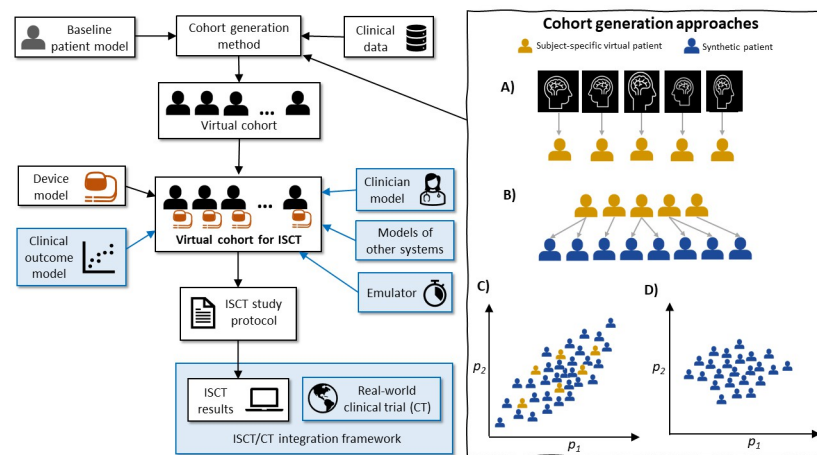 Baseline
patient model
Cohort generation
method
Clinical
data
...
Virtual cohort
Device
model
...
Virtual cohort for ISCT
Clinician
model
Clinical
outcome
model
Models of
other systems
Emulator
ISCT study
protocol
ISCT
results
Real-world
clinical trial (CT)
ISCT/CT integration framework
Cohort generation approaches
Subject-specific virtual patient
Synthetic patient
A)
B)
C)
D)
p2
p1
p2
p1